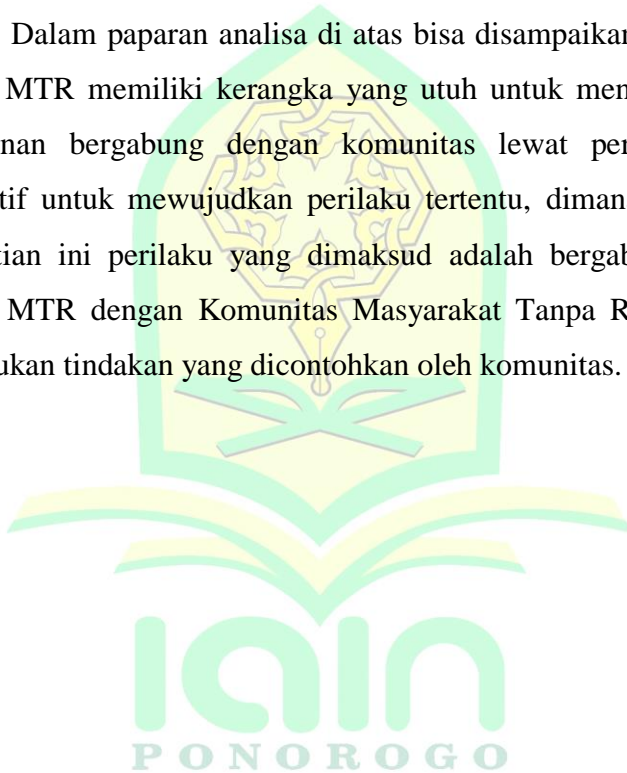 Dalam paparan analisa di atas bisa disampaikan
MTR memiliki kerangka yang utuh untuk men
nan bergabung dengan komunitas lewat per
tif untuk mewujudkan perilaku tertentu, diman
tian ini perilaku yang dimaksud adalah bergab
MTR dengan Komunitas Masyarakat Tanpa R
ukan tindakan yang dicontohkan oleh komunitas.
iain
PONOROGO